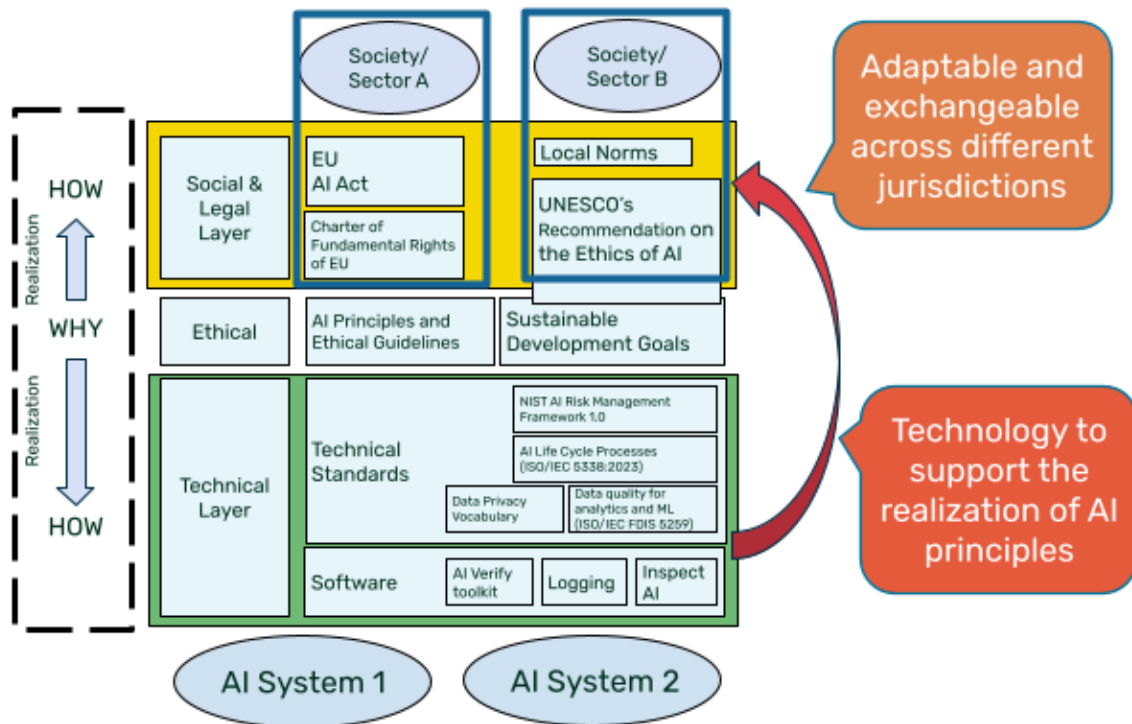 Society/
Sector A
Society/
Sector B
Adaptable and
exchangeable
across different
jurisdictions
HOW
Realization
WHY
Realization
HOW
Social &
Legal
Layer
EU
AI Act
Charter of
Fundamental Rights
of EU
Local Norms
UNESCO's
Recommendation on
the Ethics of AI
Ethical
AI Principles and
Ethical Guidelines
Sustainable
Development Goals
Technical
Layer
Technical
Standards
NIST AI Risk Management
Framework 1.0
AI Life Cycle Processes
(ISO/IEC 5338:2023)
Data Privacy
Vocabulary
Data quality for
analytics and ML
(ISO/IEC FDIS 5259)
Software
AI Verify
toolkit
Logging
Inspect
AI
Technology to
support the
realization of AI
principles
AI System 1
AI System 2